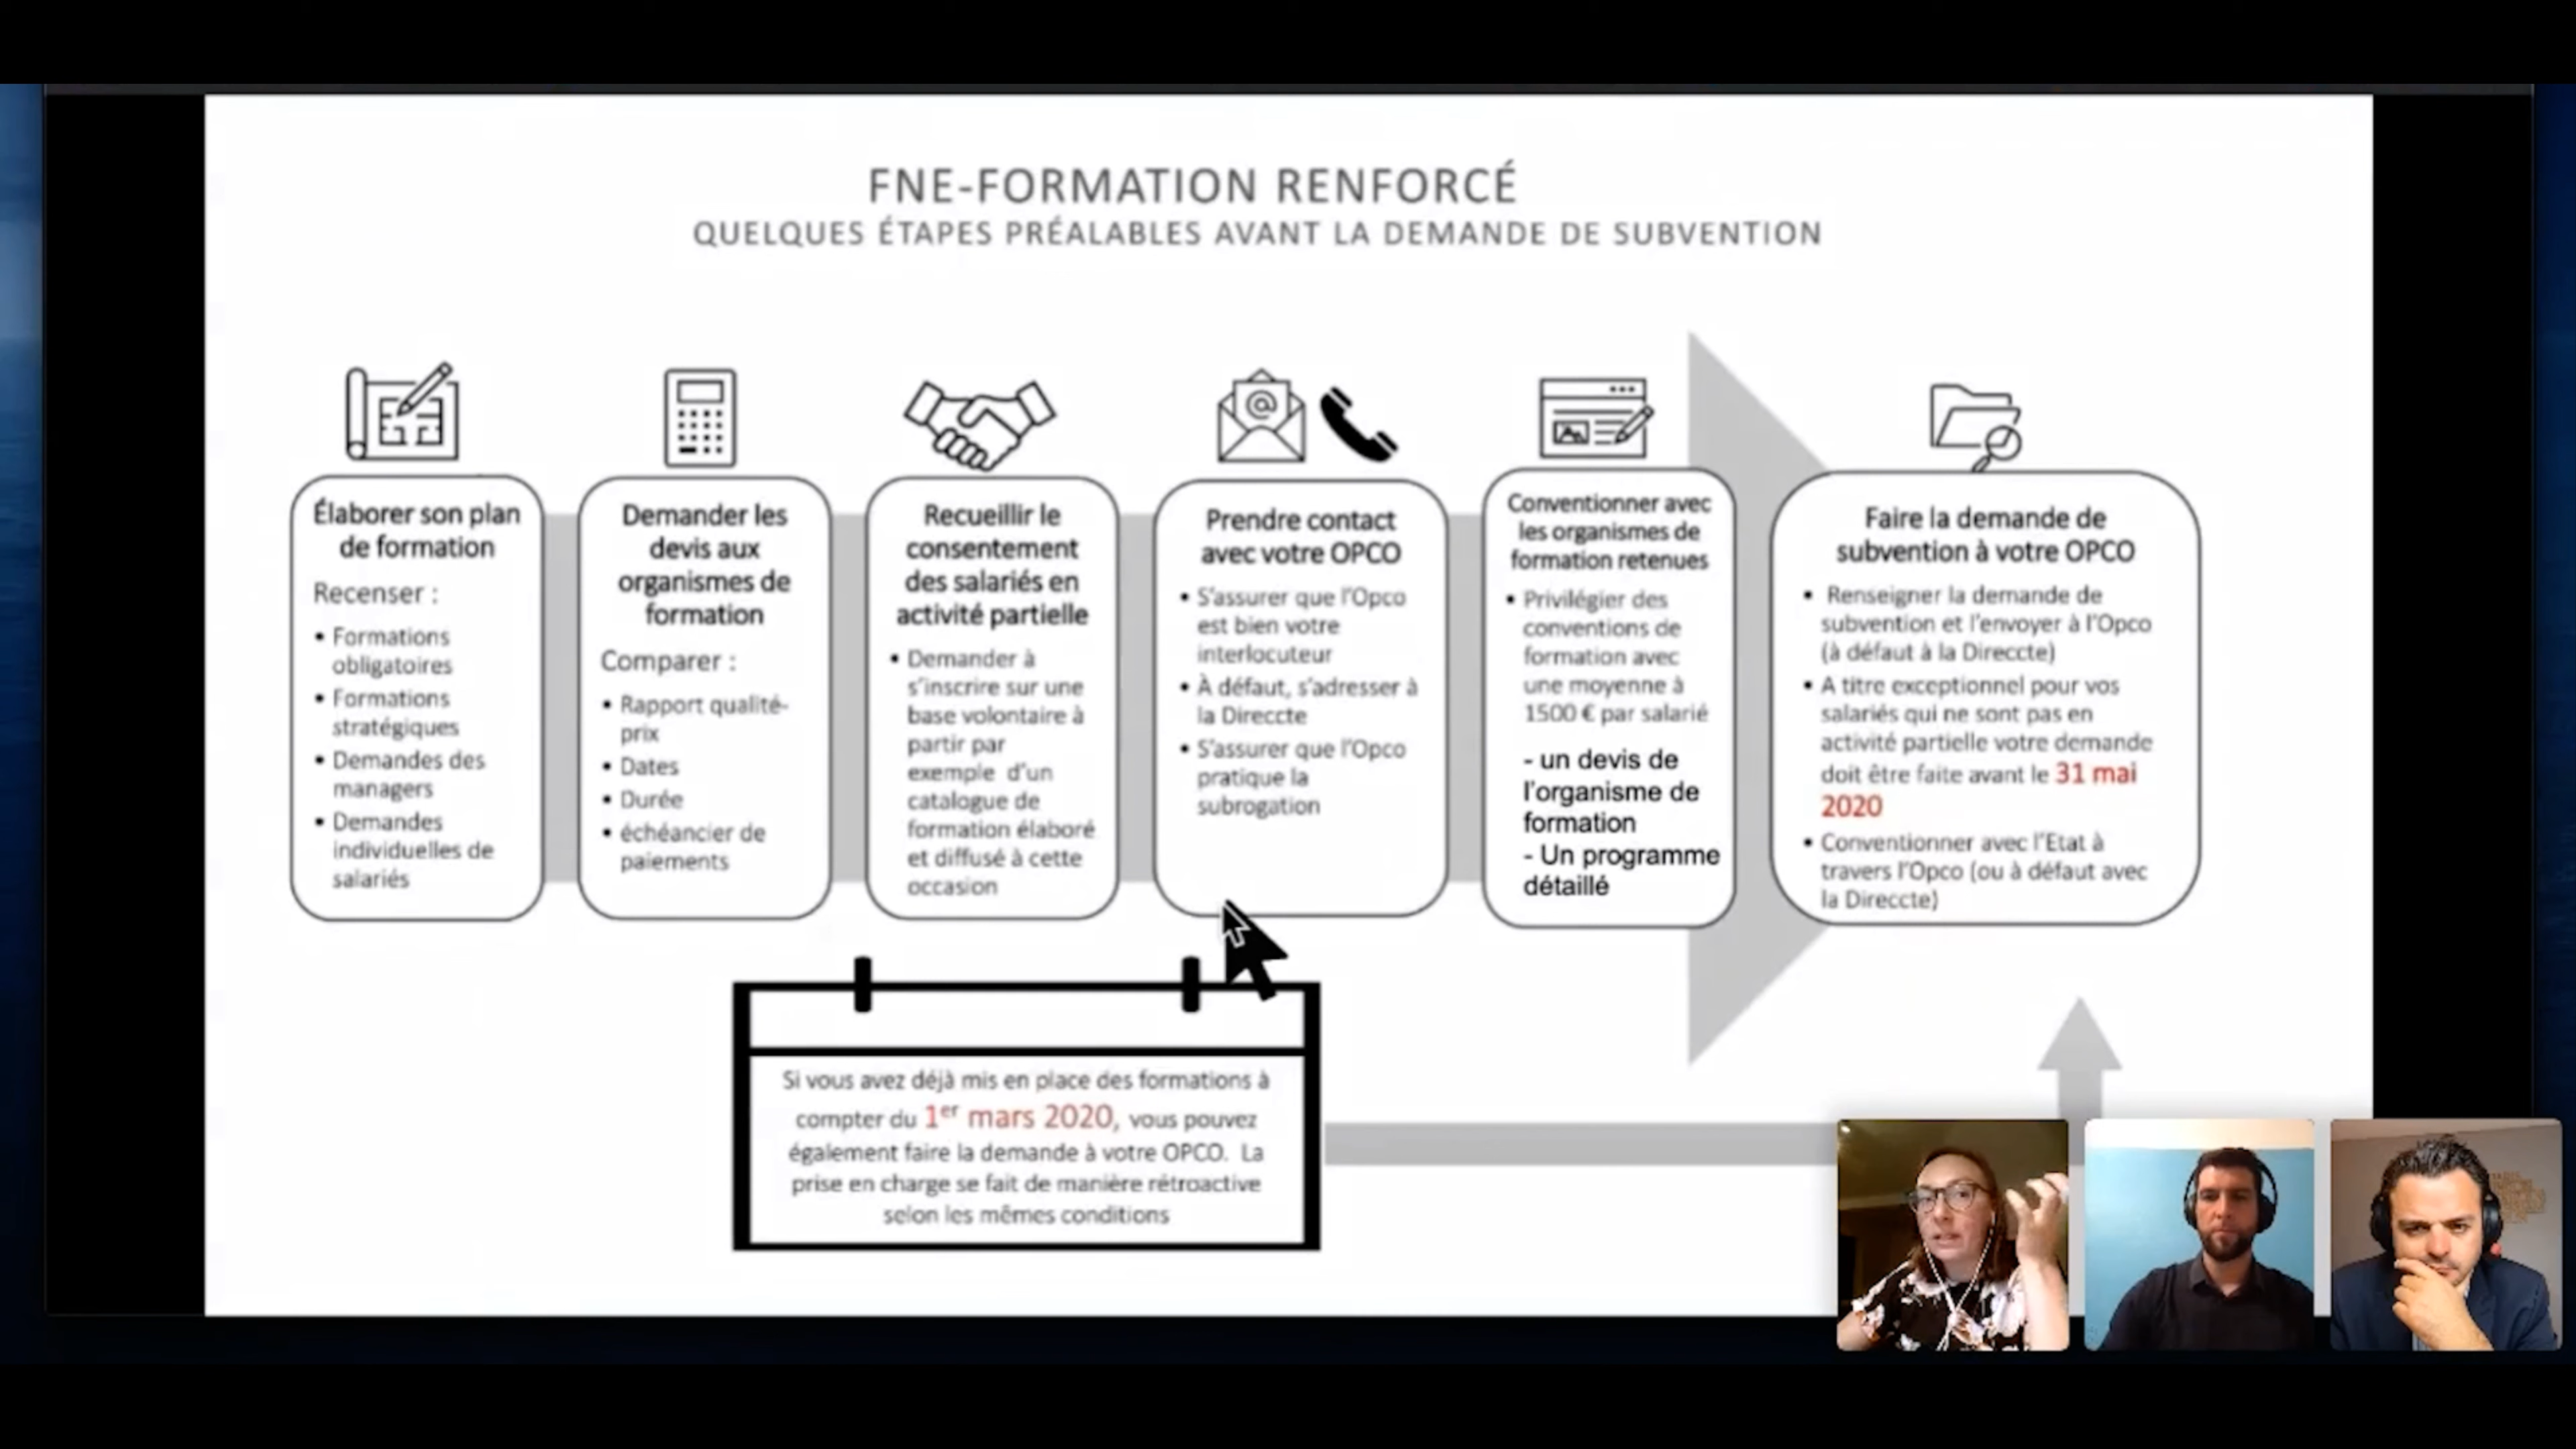 FNE-FORMATION RENFORCÉ
QUELQUES ÉTAPES PRÉALABLES AVANT LA DEMANDE DE SUBVENTION
Élaborer son plan
de formation
Recenser :
• Formations
obligatoires
• Formations
stratégiques
• Demandes des
managers
• Demandes
individuelles de
salariés
Demander les
devis aux
organismes de
formation
Comparer :
• Rapport qualité-
prix
• Dates
• Durée
• échéancier de
paiements
Recueillir le
consentement
des salariés en
activité partielle
• Demander à
s'inscrire sur une
base volontaire à
partir par
exemple d'un
catalogue de
formation élaboré
et diffusé à cette
occasion
@
Prendre contact
avec votre OPCO
• S'assurer que l'Opco
est bien votre
interlocuteur
• À défaut, s'adresser à
la Direccte
• S'assurer que l'Opco
pratique la
subrogation
Conventionner avec
les organismes de
formation retenues
• Privilégier des
conventions de
formation avec
une moyenne à
1500 € par salarié
- un devis de
l'organisme de
formation
- Un programme
détaillé
Faire la demande de
subvention à votre OPCO
• Renseigner la demande de
subvention et l'envoyer à l'Opco
(à défaut à la Direccte)
• A titre exceptionnel pour vos
salariés qui ne sont pas en
activité partielle votre demande
doit être faite avant le 31 mai
2020
• Conventionner avec l'Etat à
travers l'Opco (ou à défaut avec
la Direccte)
Si vous avez déjà mis en place des formations à
compter du 1er mars 2020, vous pouvez
également faire la demande à votre OPCO. La
prise en charge se fait de manière rétroactive
selon les mêmes conditions